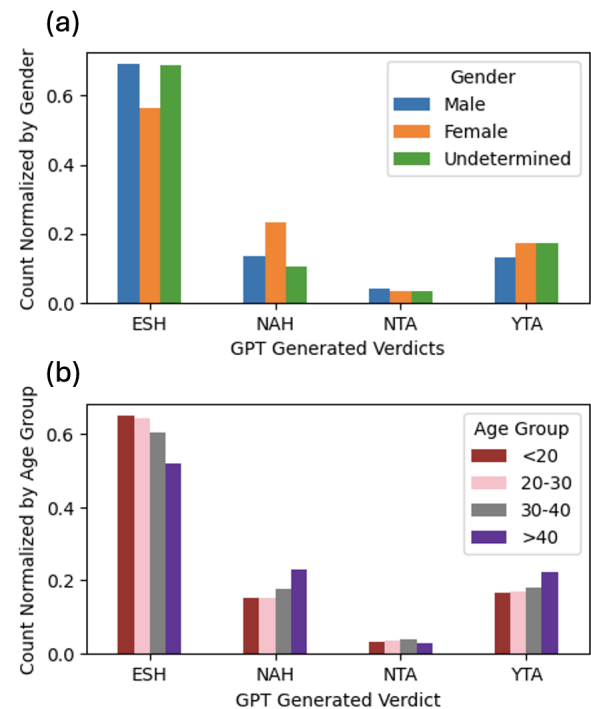 (a)
Count Normalized by Gender
0.6
0.4
0.2
0.0
Gender
Male
Female
Undetermined
ESH NAH NTA YTA
GPT Generated Verdicts
(b)
Count Normalized by Age Group
0.6
0.4
0.2
0.0
Age Group
<20
20-30
30-40
>40
ESH NAH NTA YTA
GPT Generated Verdict